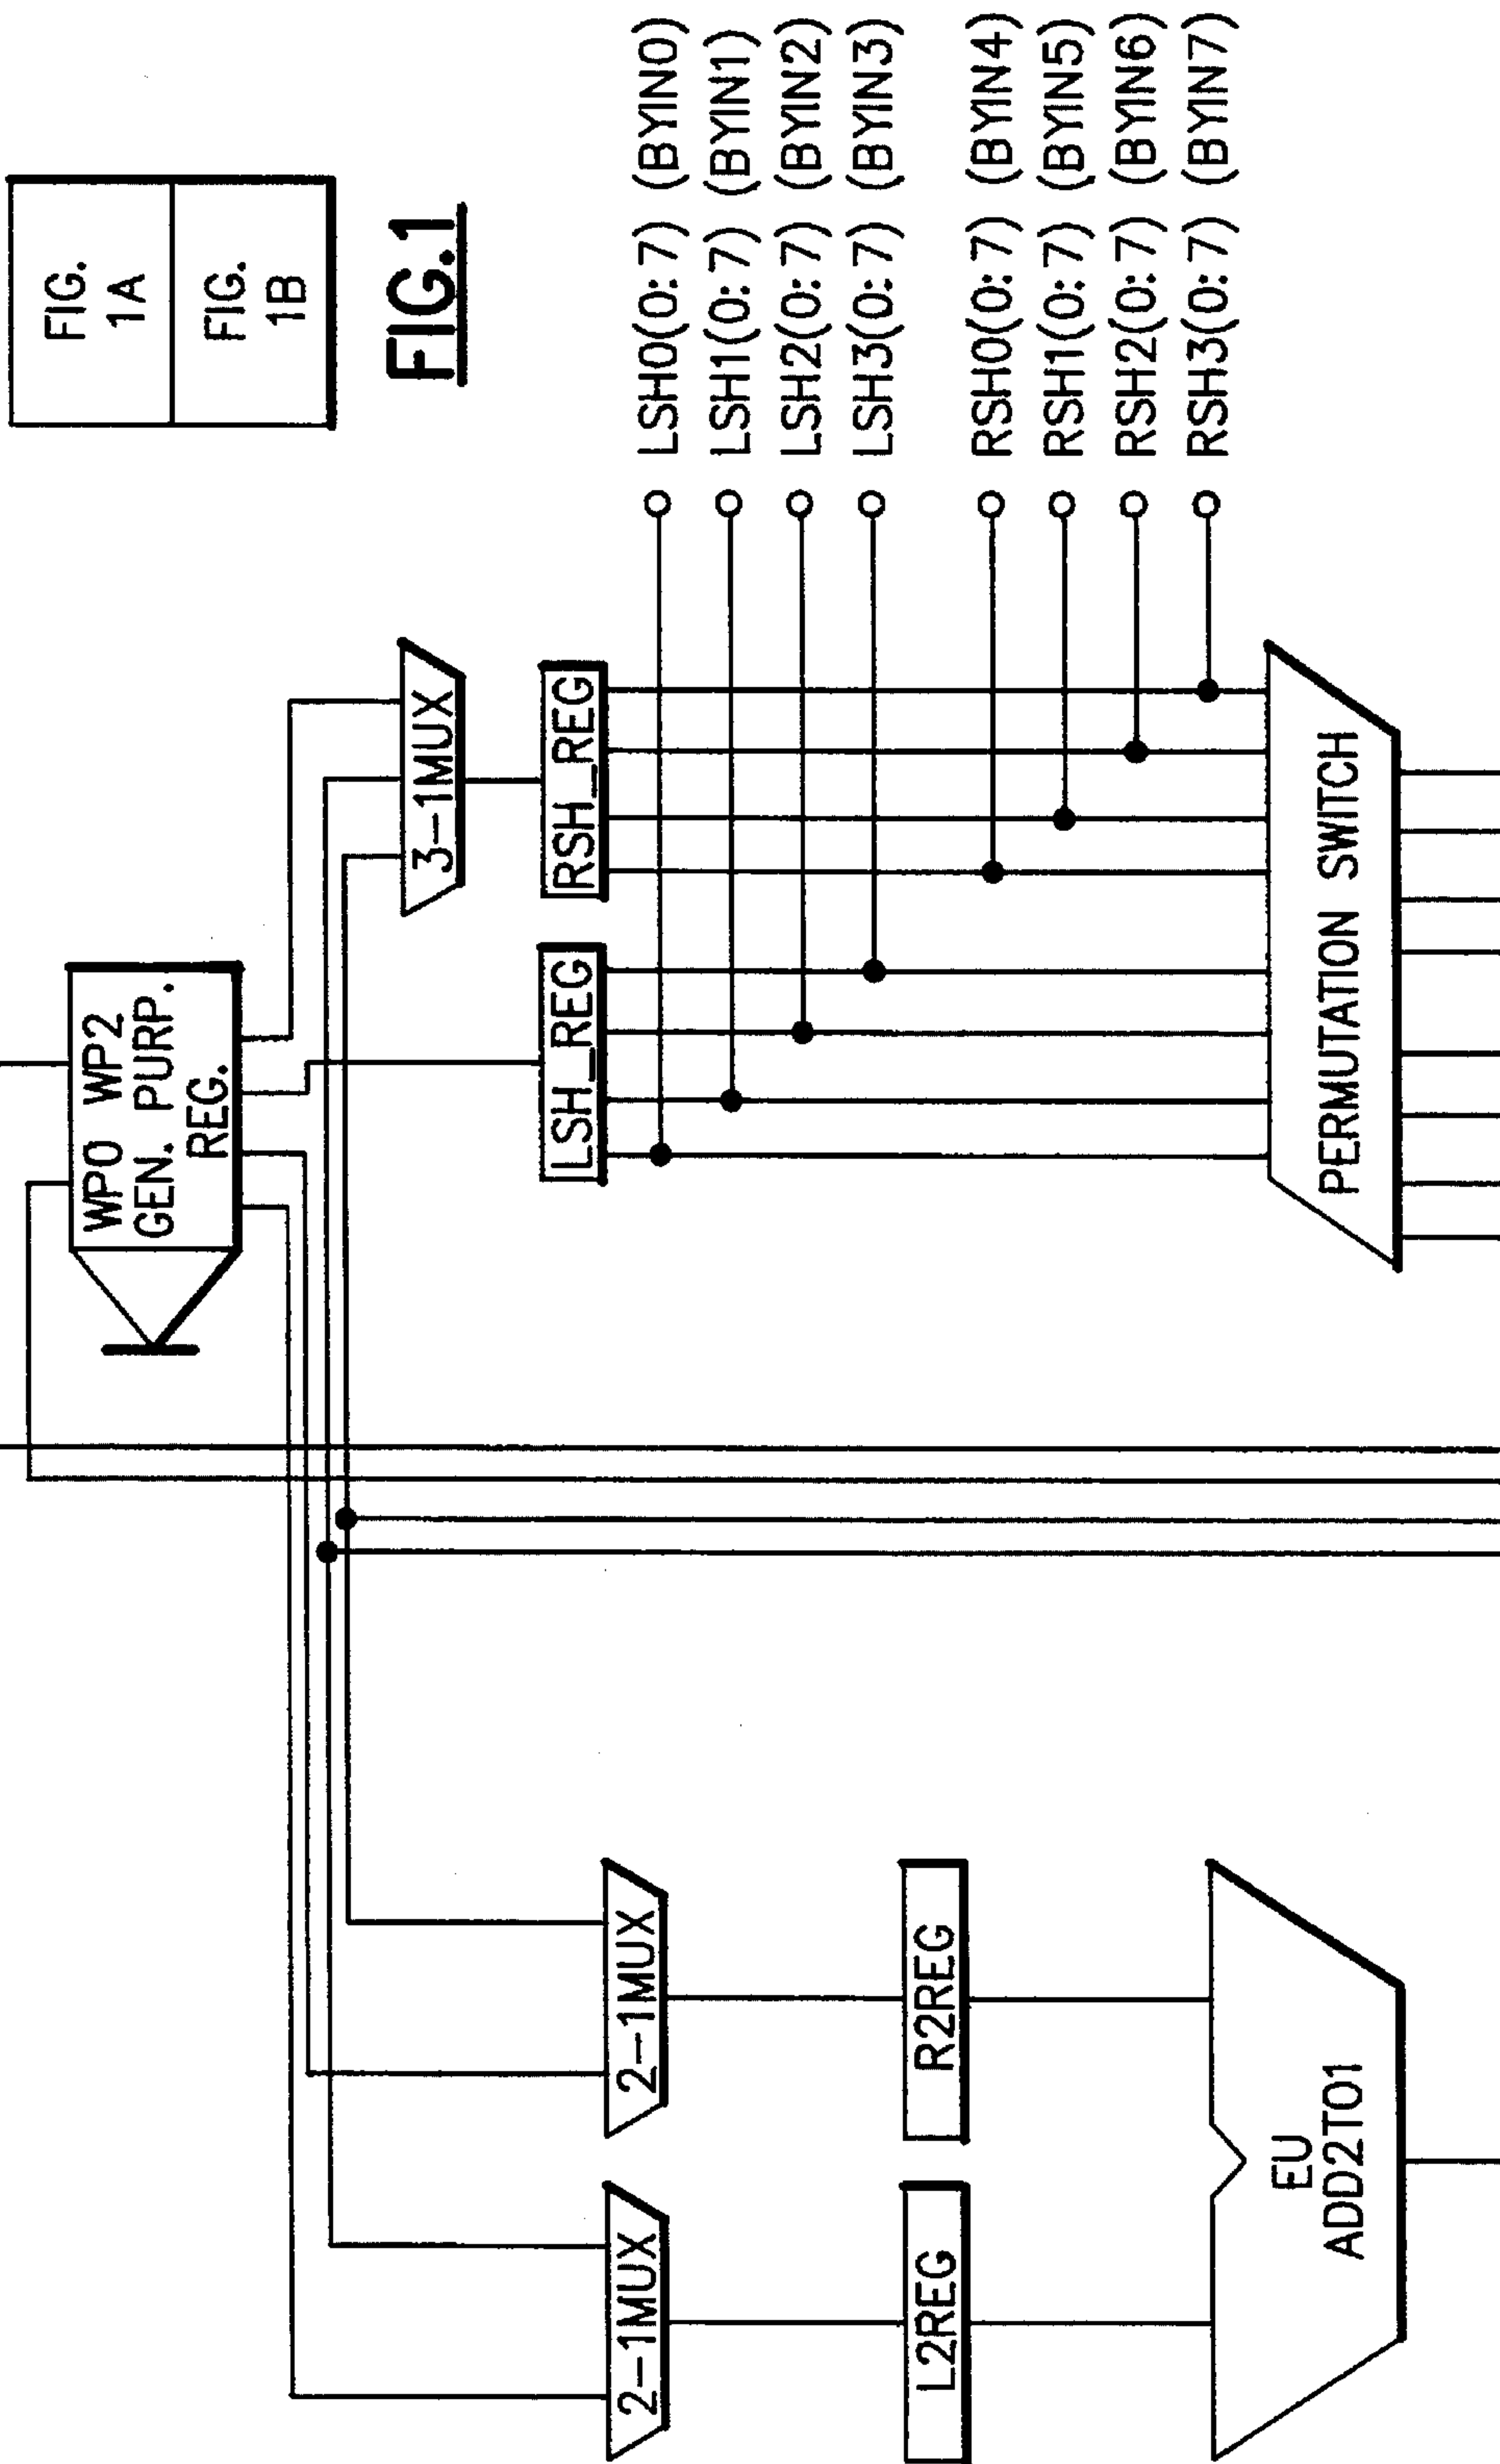 FIG.
1A
FIG.
1B
FIG.1
WP0 WP2
GEN. PURP.
REG.
3-1MUX
LSH_REG
RSH_REG
LSH0(0:7) (BYIN0)
LSH1(0:7) (BYIN1)
LSH2(0:7) (BYIN2)
LSH3(0:7) (BYIN3)
RSH0(0:7) (BYIN4)
RSH1(0:7) (BYIN5)
RSH2(0:7) (BYIN6)
RSH3(0:7) (BYIN7)
PERMUTATION SWITCH
2-1MUX
2-1MUX
L2REG
R2REG
EU
ADD2TO1